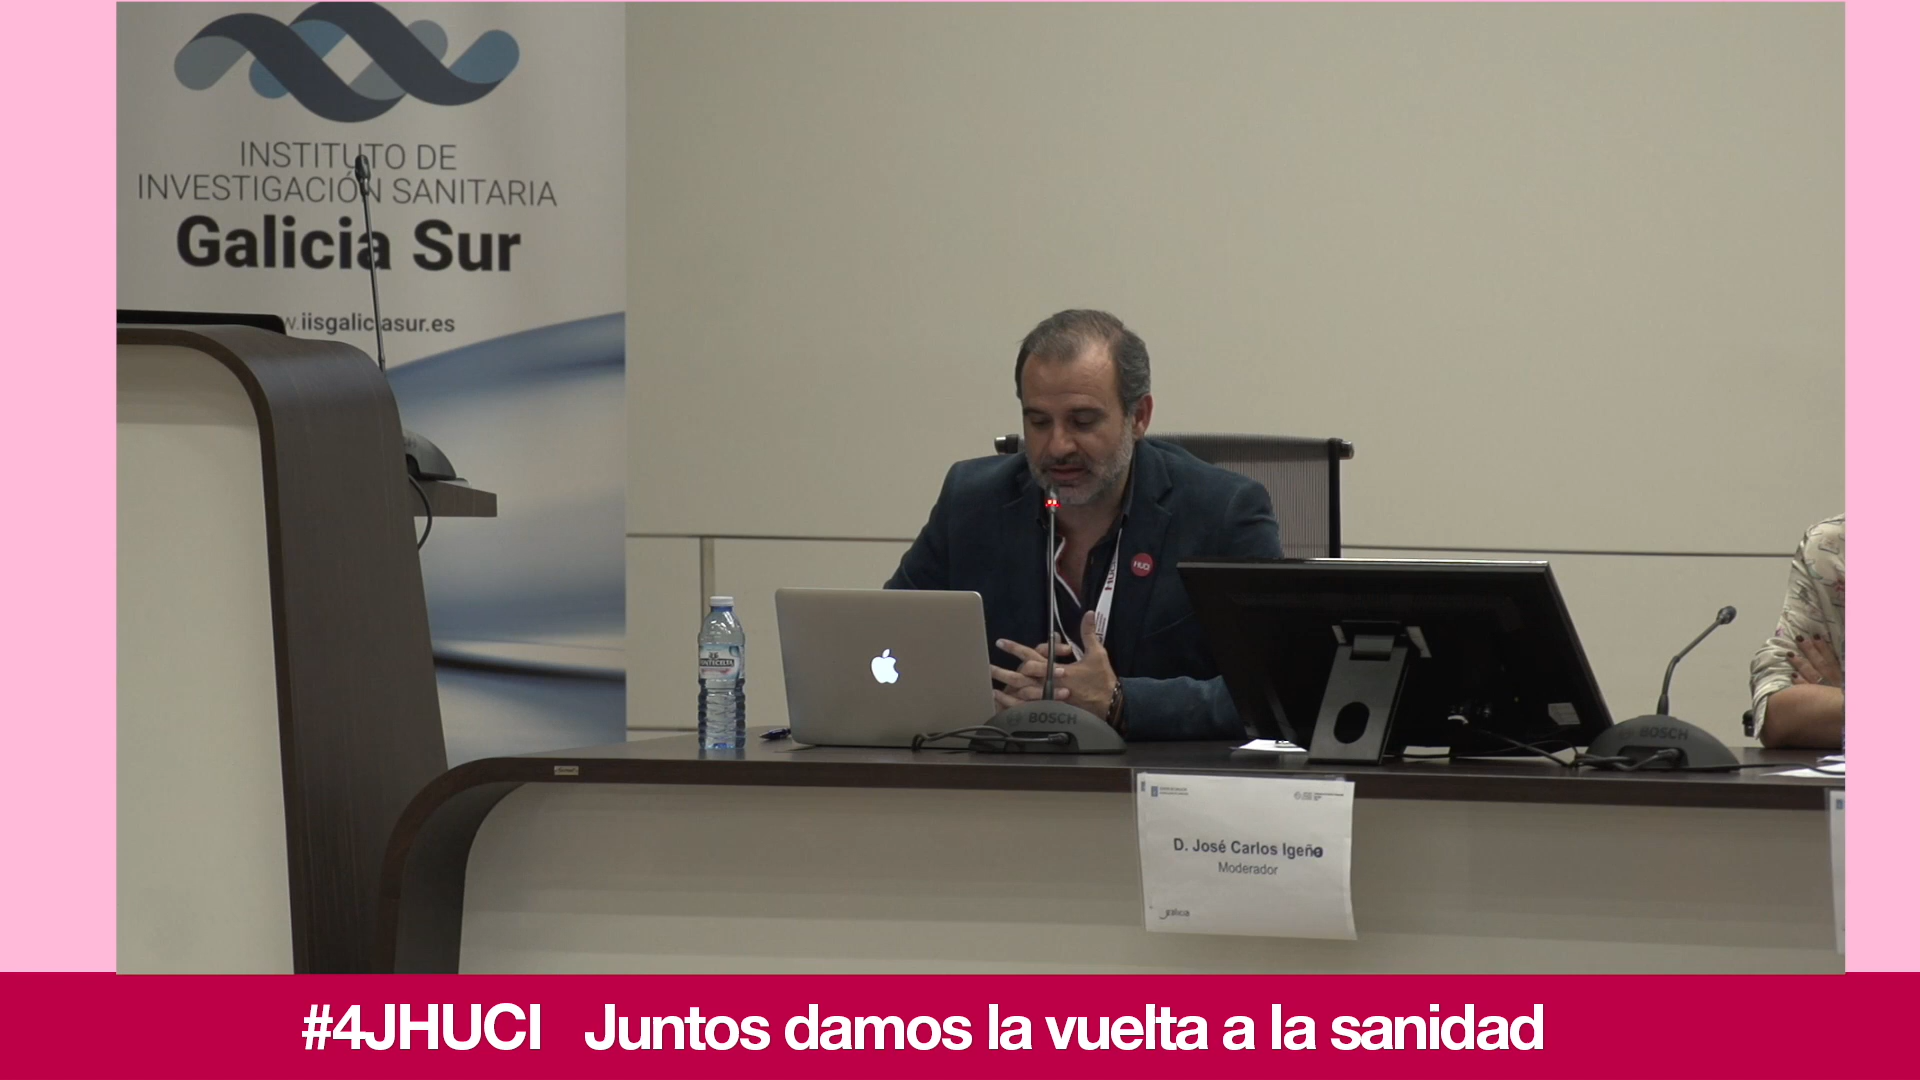 INSTITUTO DE
INVESTIGACIÓN SANITARIA
Galicia Sur
w.iisgaliciasur.es
HUCI
BOSCH
BOSCH
D. José Carlos Igeño
Moderador
#4JHUCI Juntos damos la vuelta a la sanidad